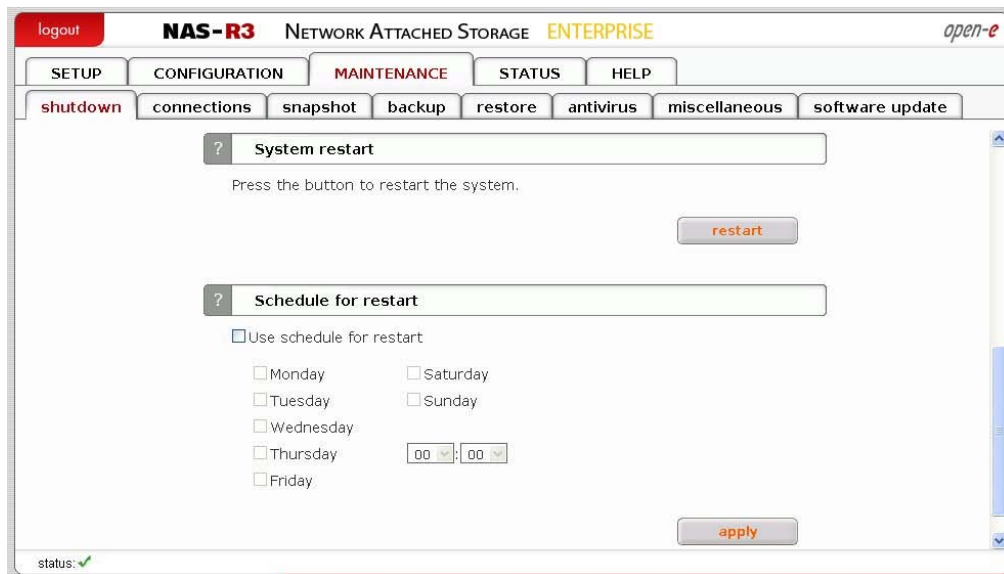 logout NAS-R3 NETWORK ATTACHED STORAGE ENTERPRISE open-e
SETUP CONFIGURATION MAINTENANCE STATUS HELP
shutdown connections snapshot backup restore antivirus miscellaneous software update
? System restart
Press the button to restart the system.
restart
? Schedule for restart
Use schedule for restart
Monday Saturday
Tuesday Sunday
Wednesday
Thursday 00 : 00
Friday
apply
status: